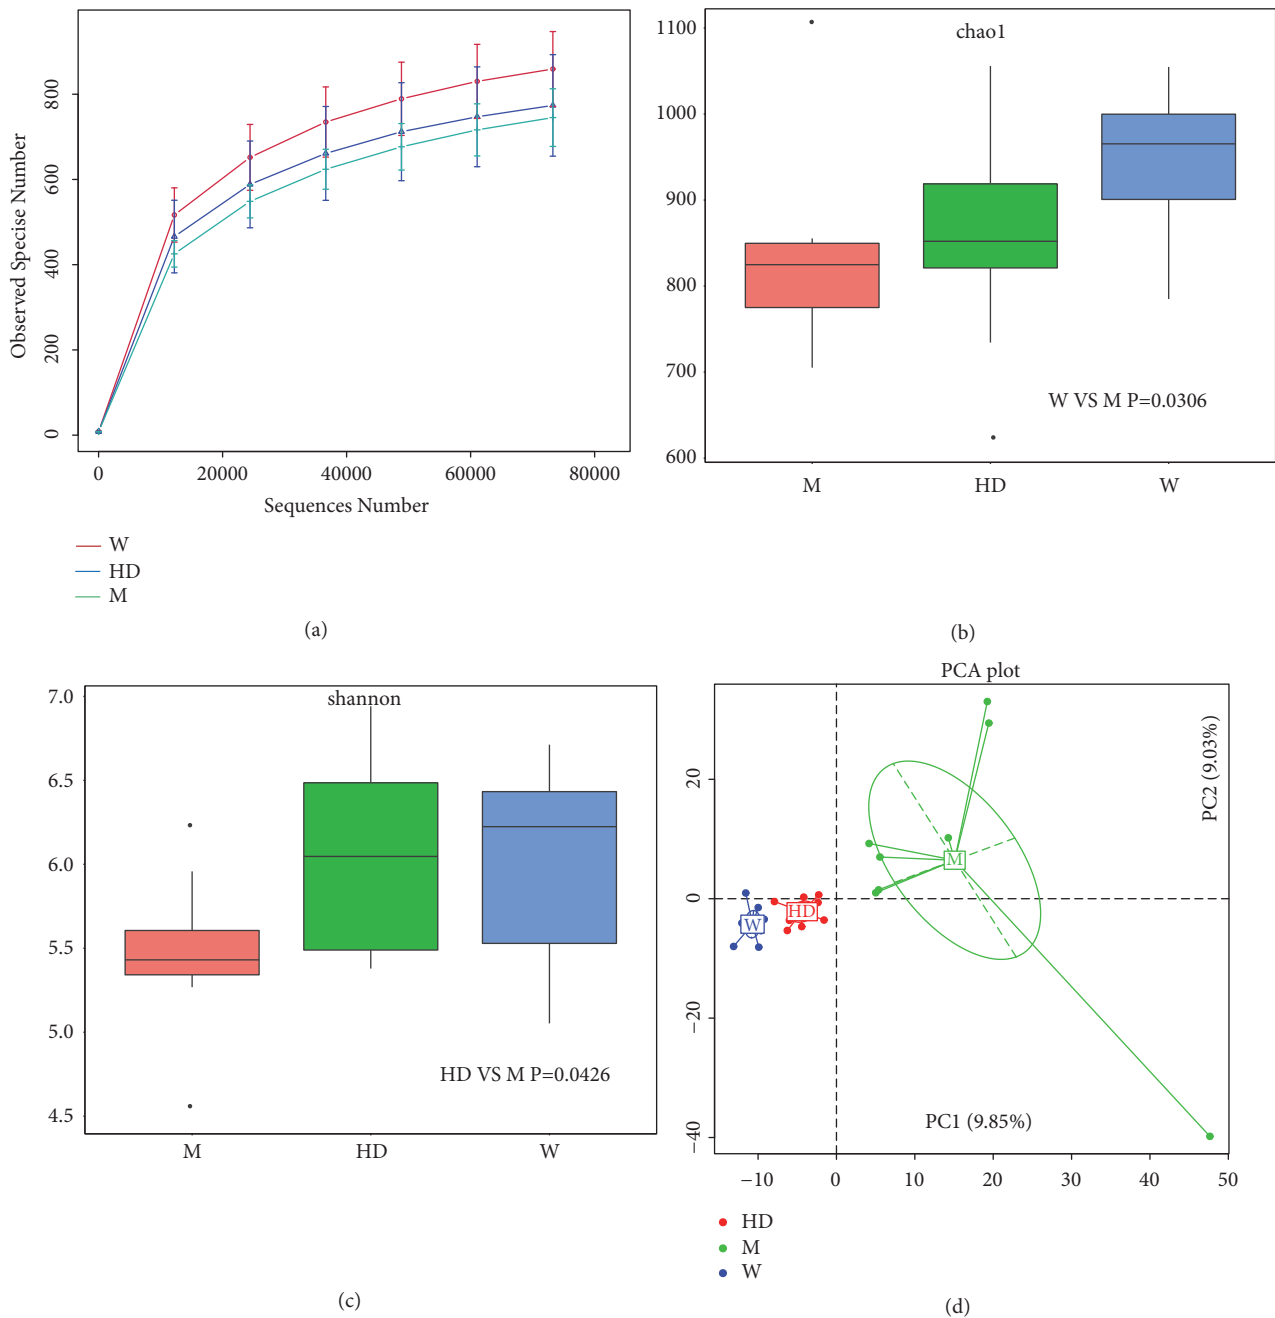 800
600
400
200
0
Observed Specise Number
0 20000 40000 60000 80000
Sequences Number
W
HD
M
(a)
chao1
1100
1000
900
800
700
600
W VS M P=0.0306
M HD W
(b)
shannon
7.0
6.5
6.0
5.5
5.0
4.5
HD VS M P=0.0426
M HD W
(c)
PCA plot
PC2 (9.03%)
20
0
−20
−40
M
HD
W
PC1 (9.85%)
−10 0 10 20 30 40 50
HD
M
W
(d)